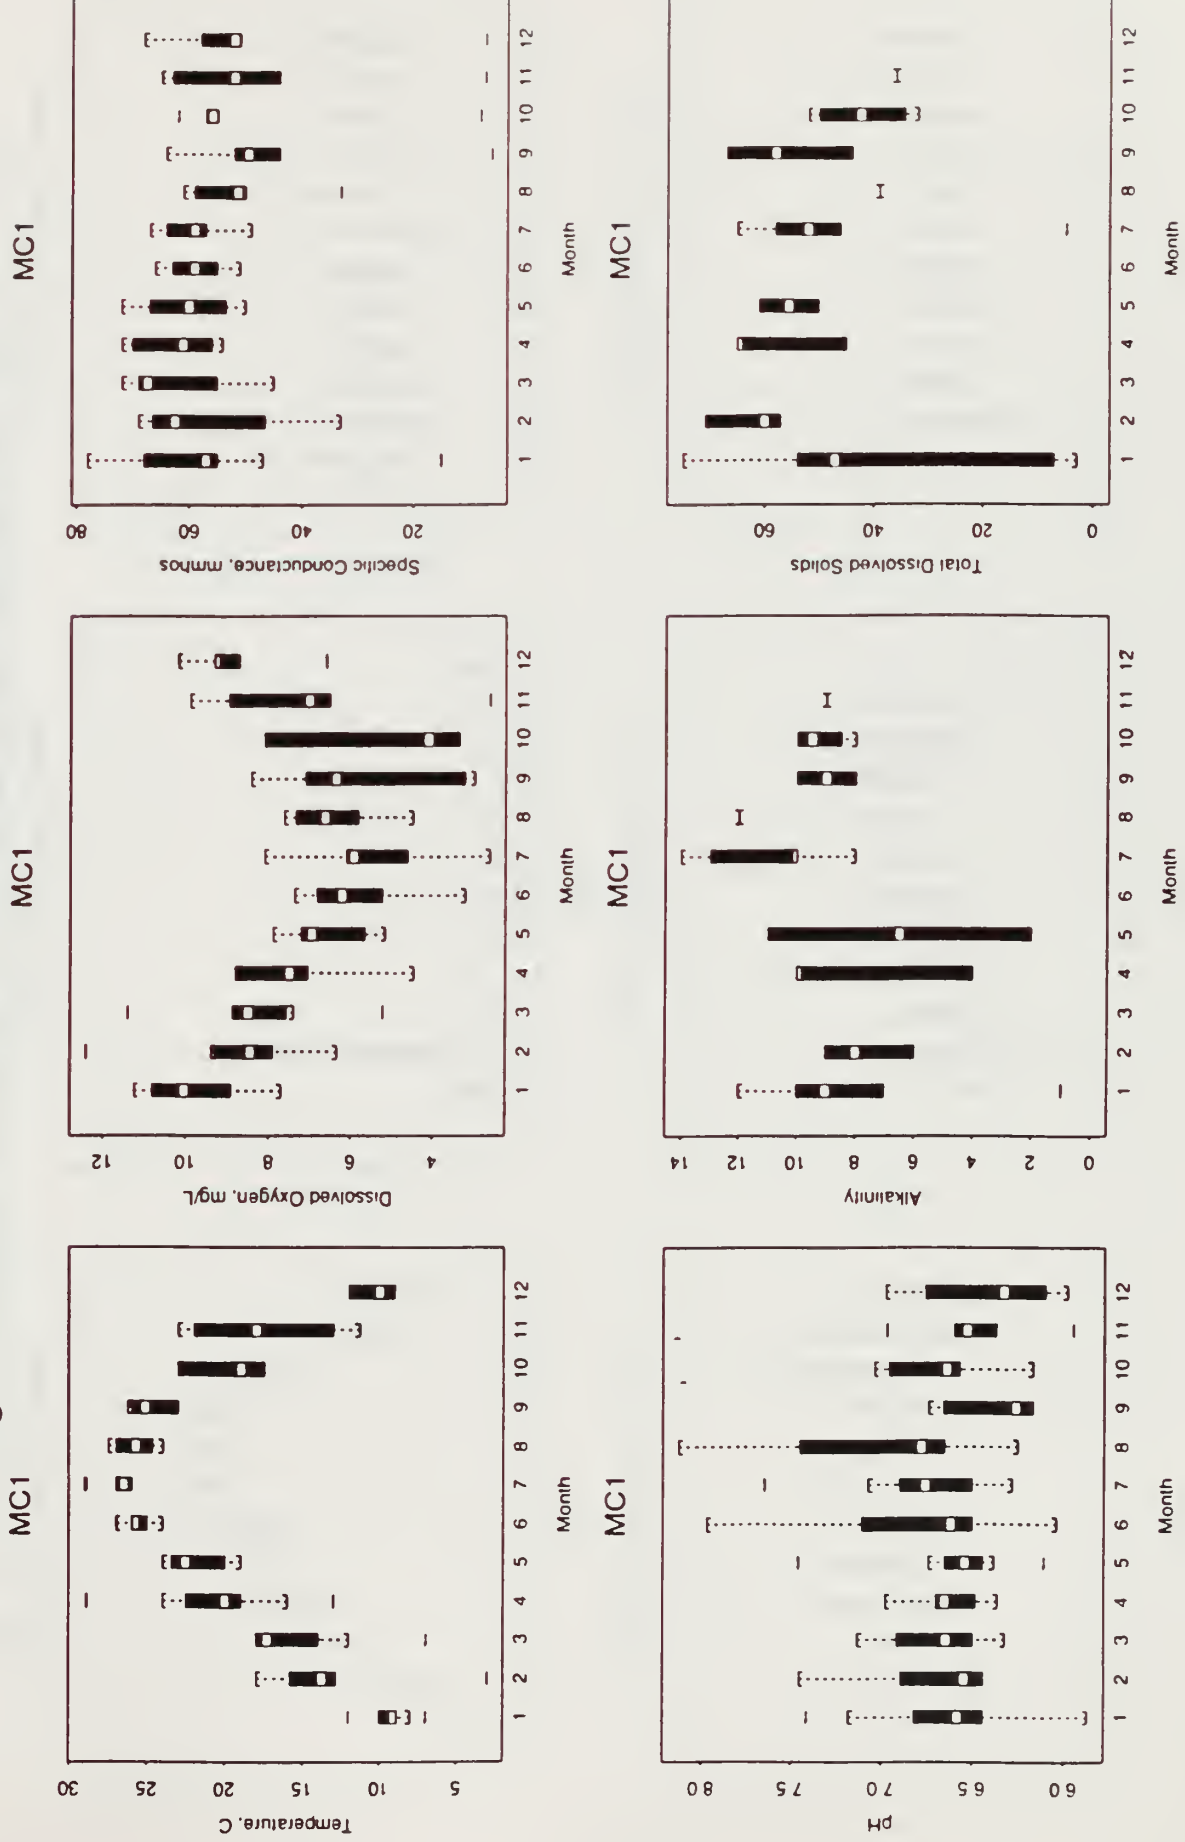 MC1
Temperature, C
30
25
20
15
10
5
1 2 3 4 5 6 7 8 9 10 11 12
Month
MC1
Dissolved Oxygen, mg/L
12
10
8
6
4
1 2 3 4 5 6 7 8 9 10 11 12
Month
MC1
Specific Conductance, mmhos
80
60
40
20
1 2 3 4 5 6 7 8 9 10 11 12
Month
MC1
pH
8 0
7 5
7 0
6 5
6 0
1 2 3 4 5 6 7 8 9 10 11 12
Month
MC1
Alkalinity
14
12
10
8
6
4
2
0
1 2 3 4 5 6 7 8 9 10 11 12
Month
MC1
Total Dissolved Solids
60
40
20
0
1 2 3 4 5 6 7 8 9 10 11 12
Month